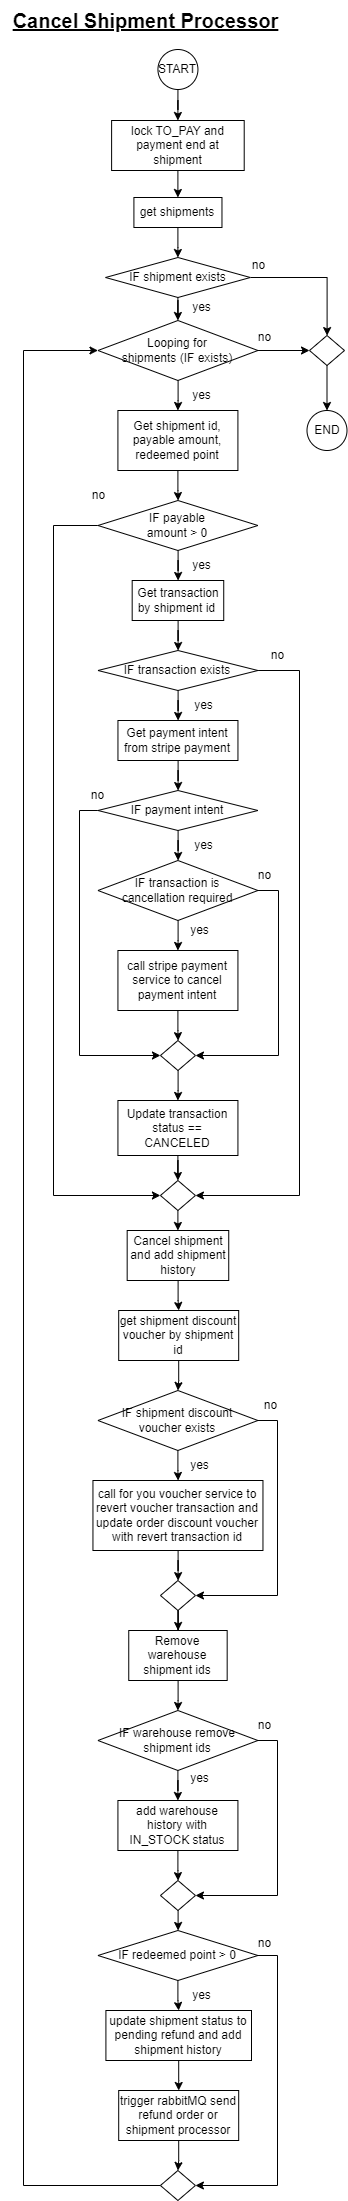 Cancel Shipment Processor
START
lock TO_PAY and
payment end at
shipment
get shipments
IF shipment exists
no
yes
Looping for
shipments (IF exists)
no
yes
END
Get shipment id,
payable amount,
redeemed point
no
IF payable
amount > 0
yes
Get transaction
by shipment id
IF transaction exists
no
yes
Get payment intent
from stripe payment
no
IF payment intent
yes
IF transaction is
cancellation required
no
yes
call stripe payment
service to cancel
payment intent
Update transaction
status ==
CANCELED
Cancel shipment
and add shipment
history
get shipment discount
voucher by shipment
id
IF shipment discount
voucher exists
no
yes
call for you voucher service to
revert voucher transaction and
update order discount voucher
with revert transaction id
Remove
warehouse
shipment ids
IF warehouse remove
shipment ids
no
yes
add warehouse
history with
IN_STOCK status
IF redeemed point > 0
no
yes
update shipment status to
pending refund and add
shipment history
trigger rabbitMQ send
refund order or
shipment processor